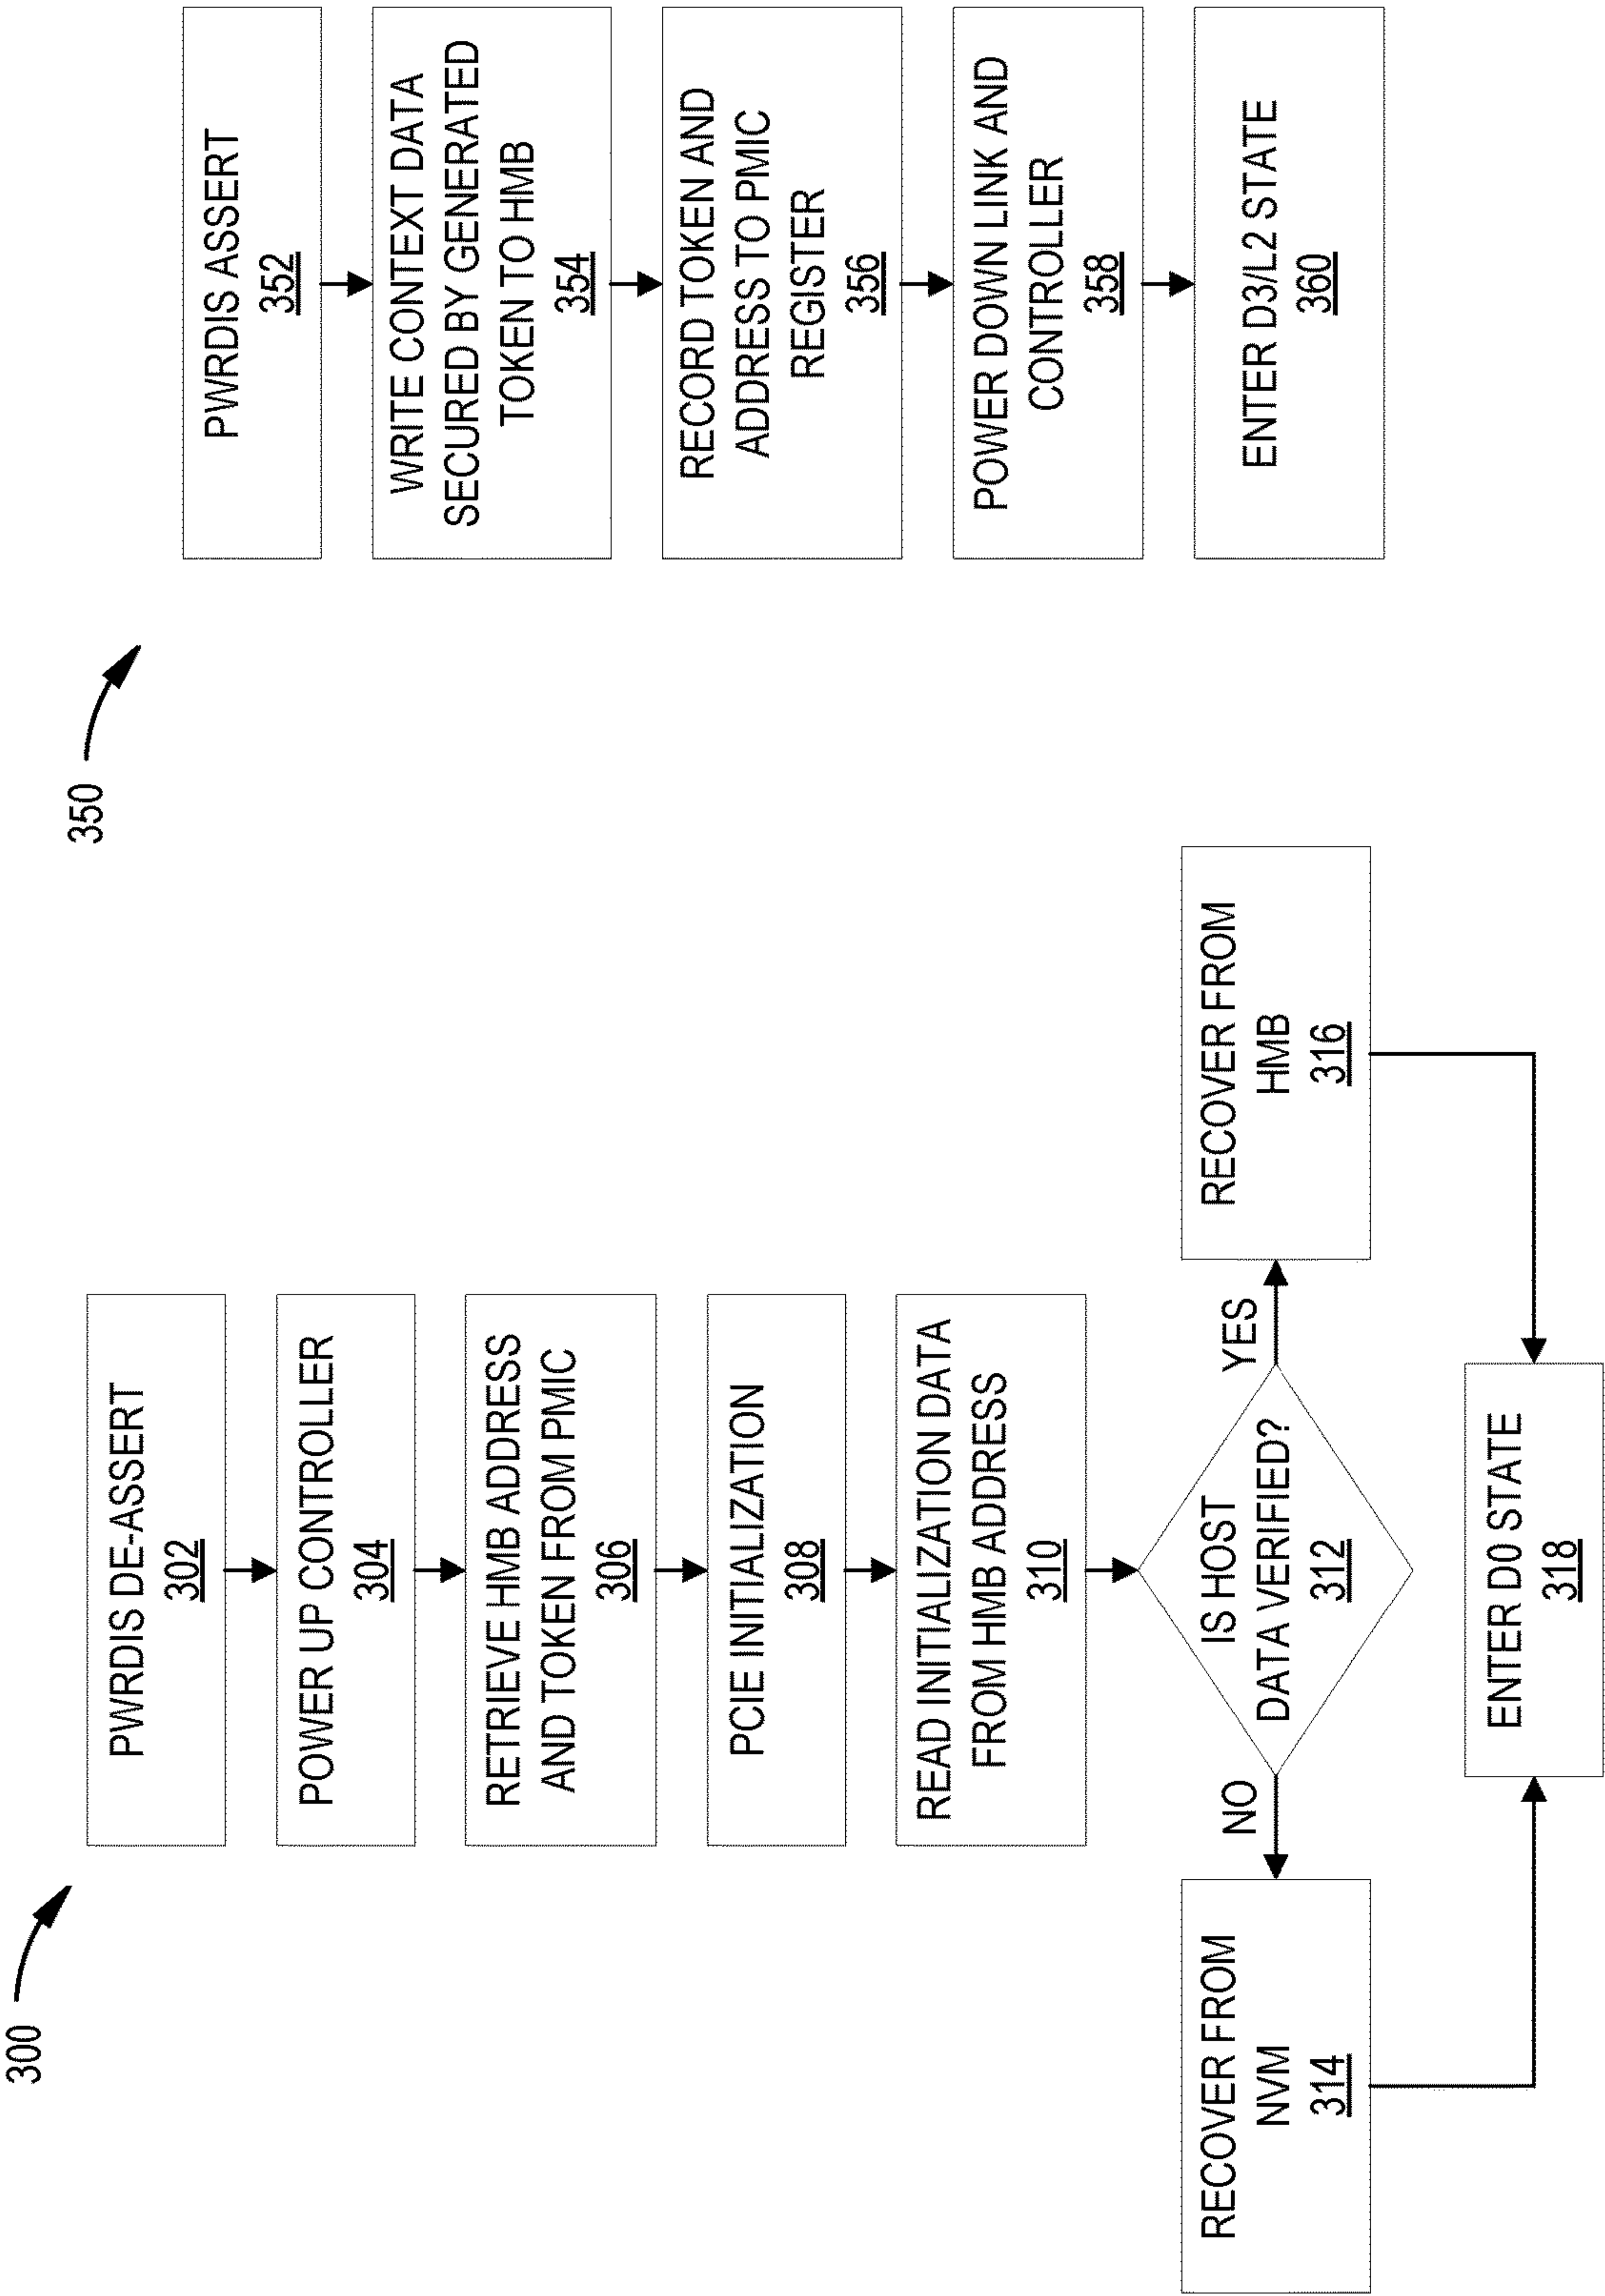 300
PWRDIS DE-ASSERT
302
POWER UP CONTROLLER
304
RETRIEVE HMB ADDRESS
AND TOKEN FROM PMIC
306
PCIE INITIALIZATION
308
READ INITIALIZATION DATA
FROM HMB ADDRESS
310
IS HOST
DATA VERIFIED?
312
NO
YES
RECOVER FROM
NVM
314
RECOVER FROM
HMB
316
ENTER D0 STATE
318
350
PWRDIS ASSERT
352
WRITE CONTEXT DATA
SECURED BY GENERATED
TOKEN TO HMB
354
RECORD TOKEN AND
ADDRESS TO PMIC
REGISTER
356
POWER DOWN LINK AND
CONTROLLER
358
ENTER D3/L2 STATE
360